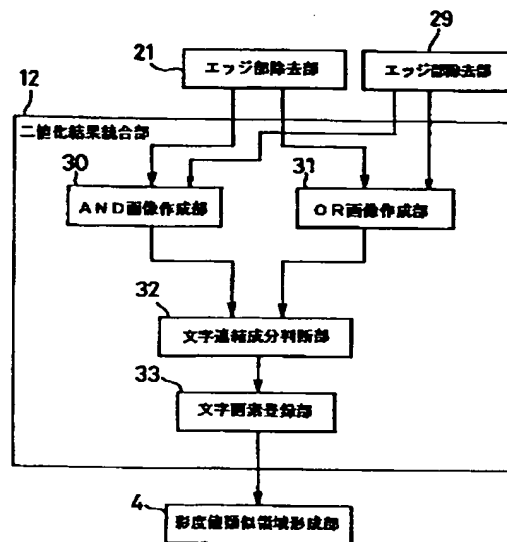 21
エッジ部除去部
29
エッジ部除去部
12
二値化結果統合部
30
AND画像作成部
31
OR画像作成部
32
文字連結成分判断部
33
文字画素登録部
4
彩度値類似領域形成部